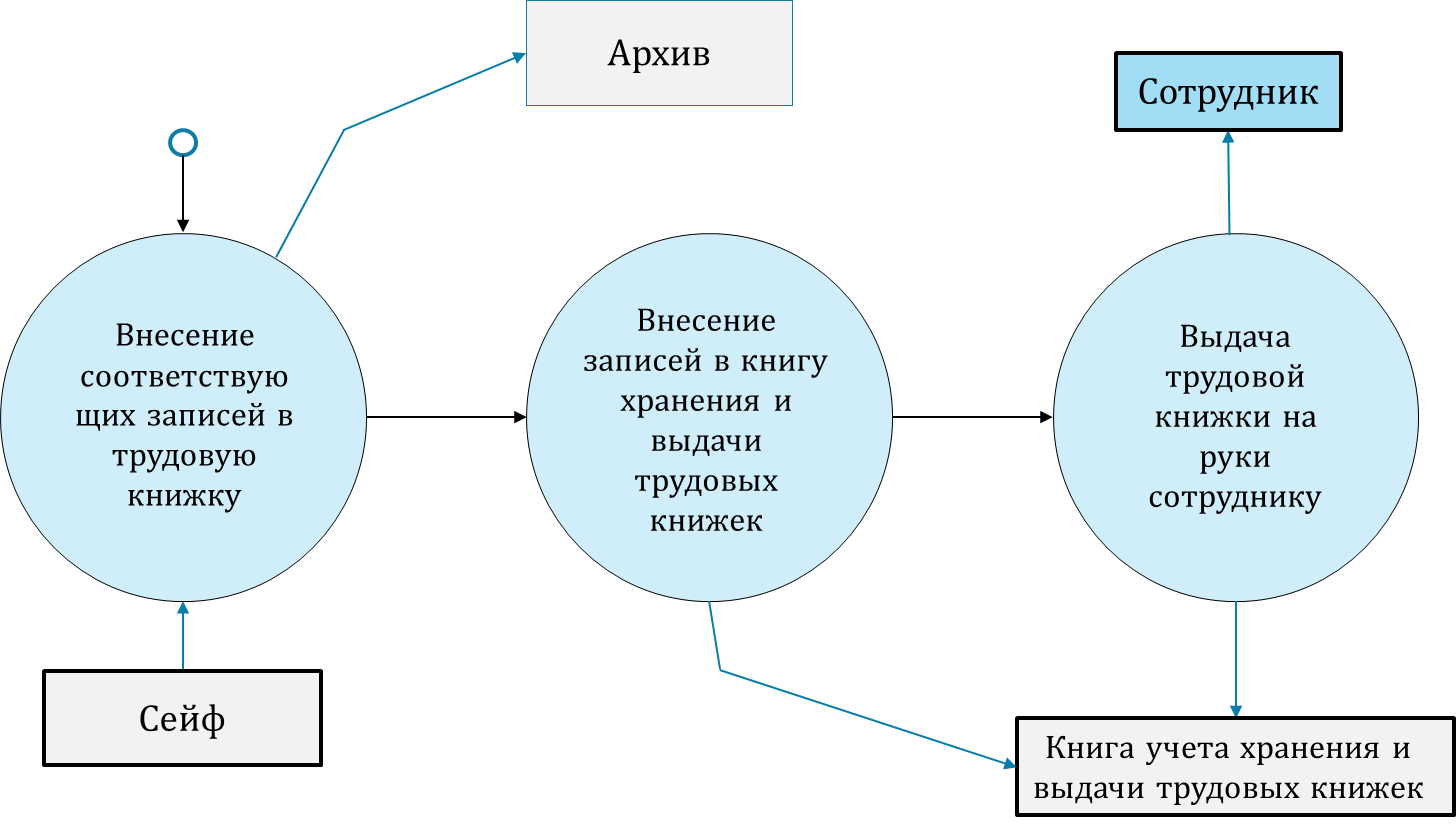 Архив
Сотрудник
Внесение
соответствую
щих записей в
трудовую
книжку
Внесение
записей в книгу
хранения и
выдачи
трудовых
книжек
Выдача
трудовой
книжки на
руки
сотруднику
Сейф
Книга учета хранения и
выдачи трудовых книжек